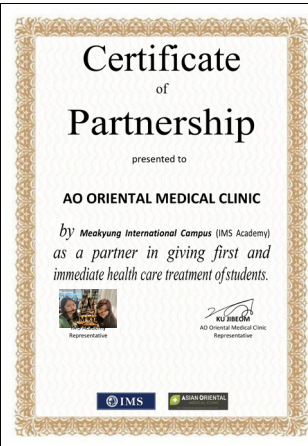 Certificate
of
Partnership
presented to
AO ORIENTAL MEDICAL CLINIC
by Meakyung International Campus (IMS Academy)
as a partner in giving first and
immediate health care treatment of students.
IMS Academy
Representative
KU JIBEOM
AO Oriental Medical Clinic
Representative
IMS
ASIAN ORIENTAL
MEDICAL CLINIC